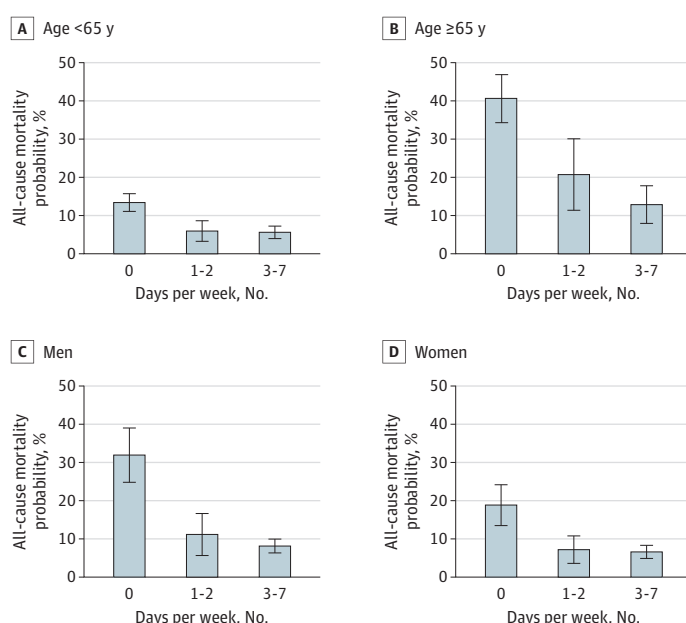 A Age <65 y
50
40
30
20
10
0
All-cause mortality
probability, %
0 1-2 3-7
Days per week, No.
B Age ≥65 y
50
40
30
20
10
0
All-cause mortality
probability, %
0 1-2 3-7
Days per week, No.
C Men
50
40
30
20
10
0
All-cause mortality
probability, %
0 1-2 3-7
Days per week, No.
D Women
50
40
30
20
10
0
All-cause mortality
probability, %
0 1-2 3-7
Days per week, No.